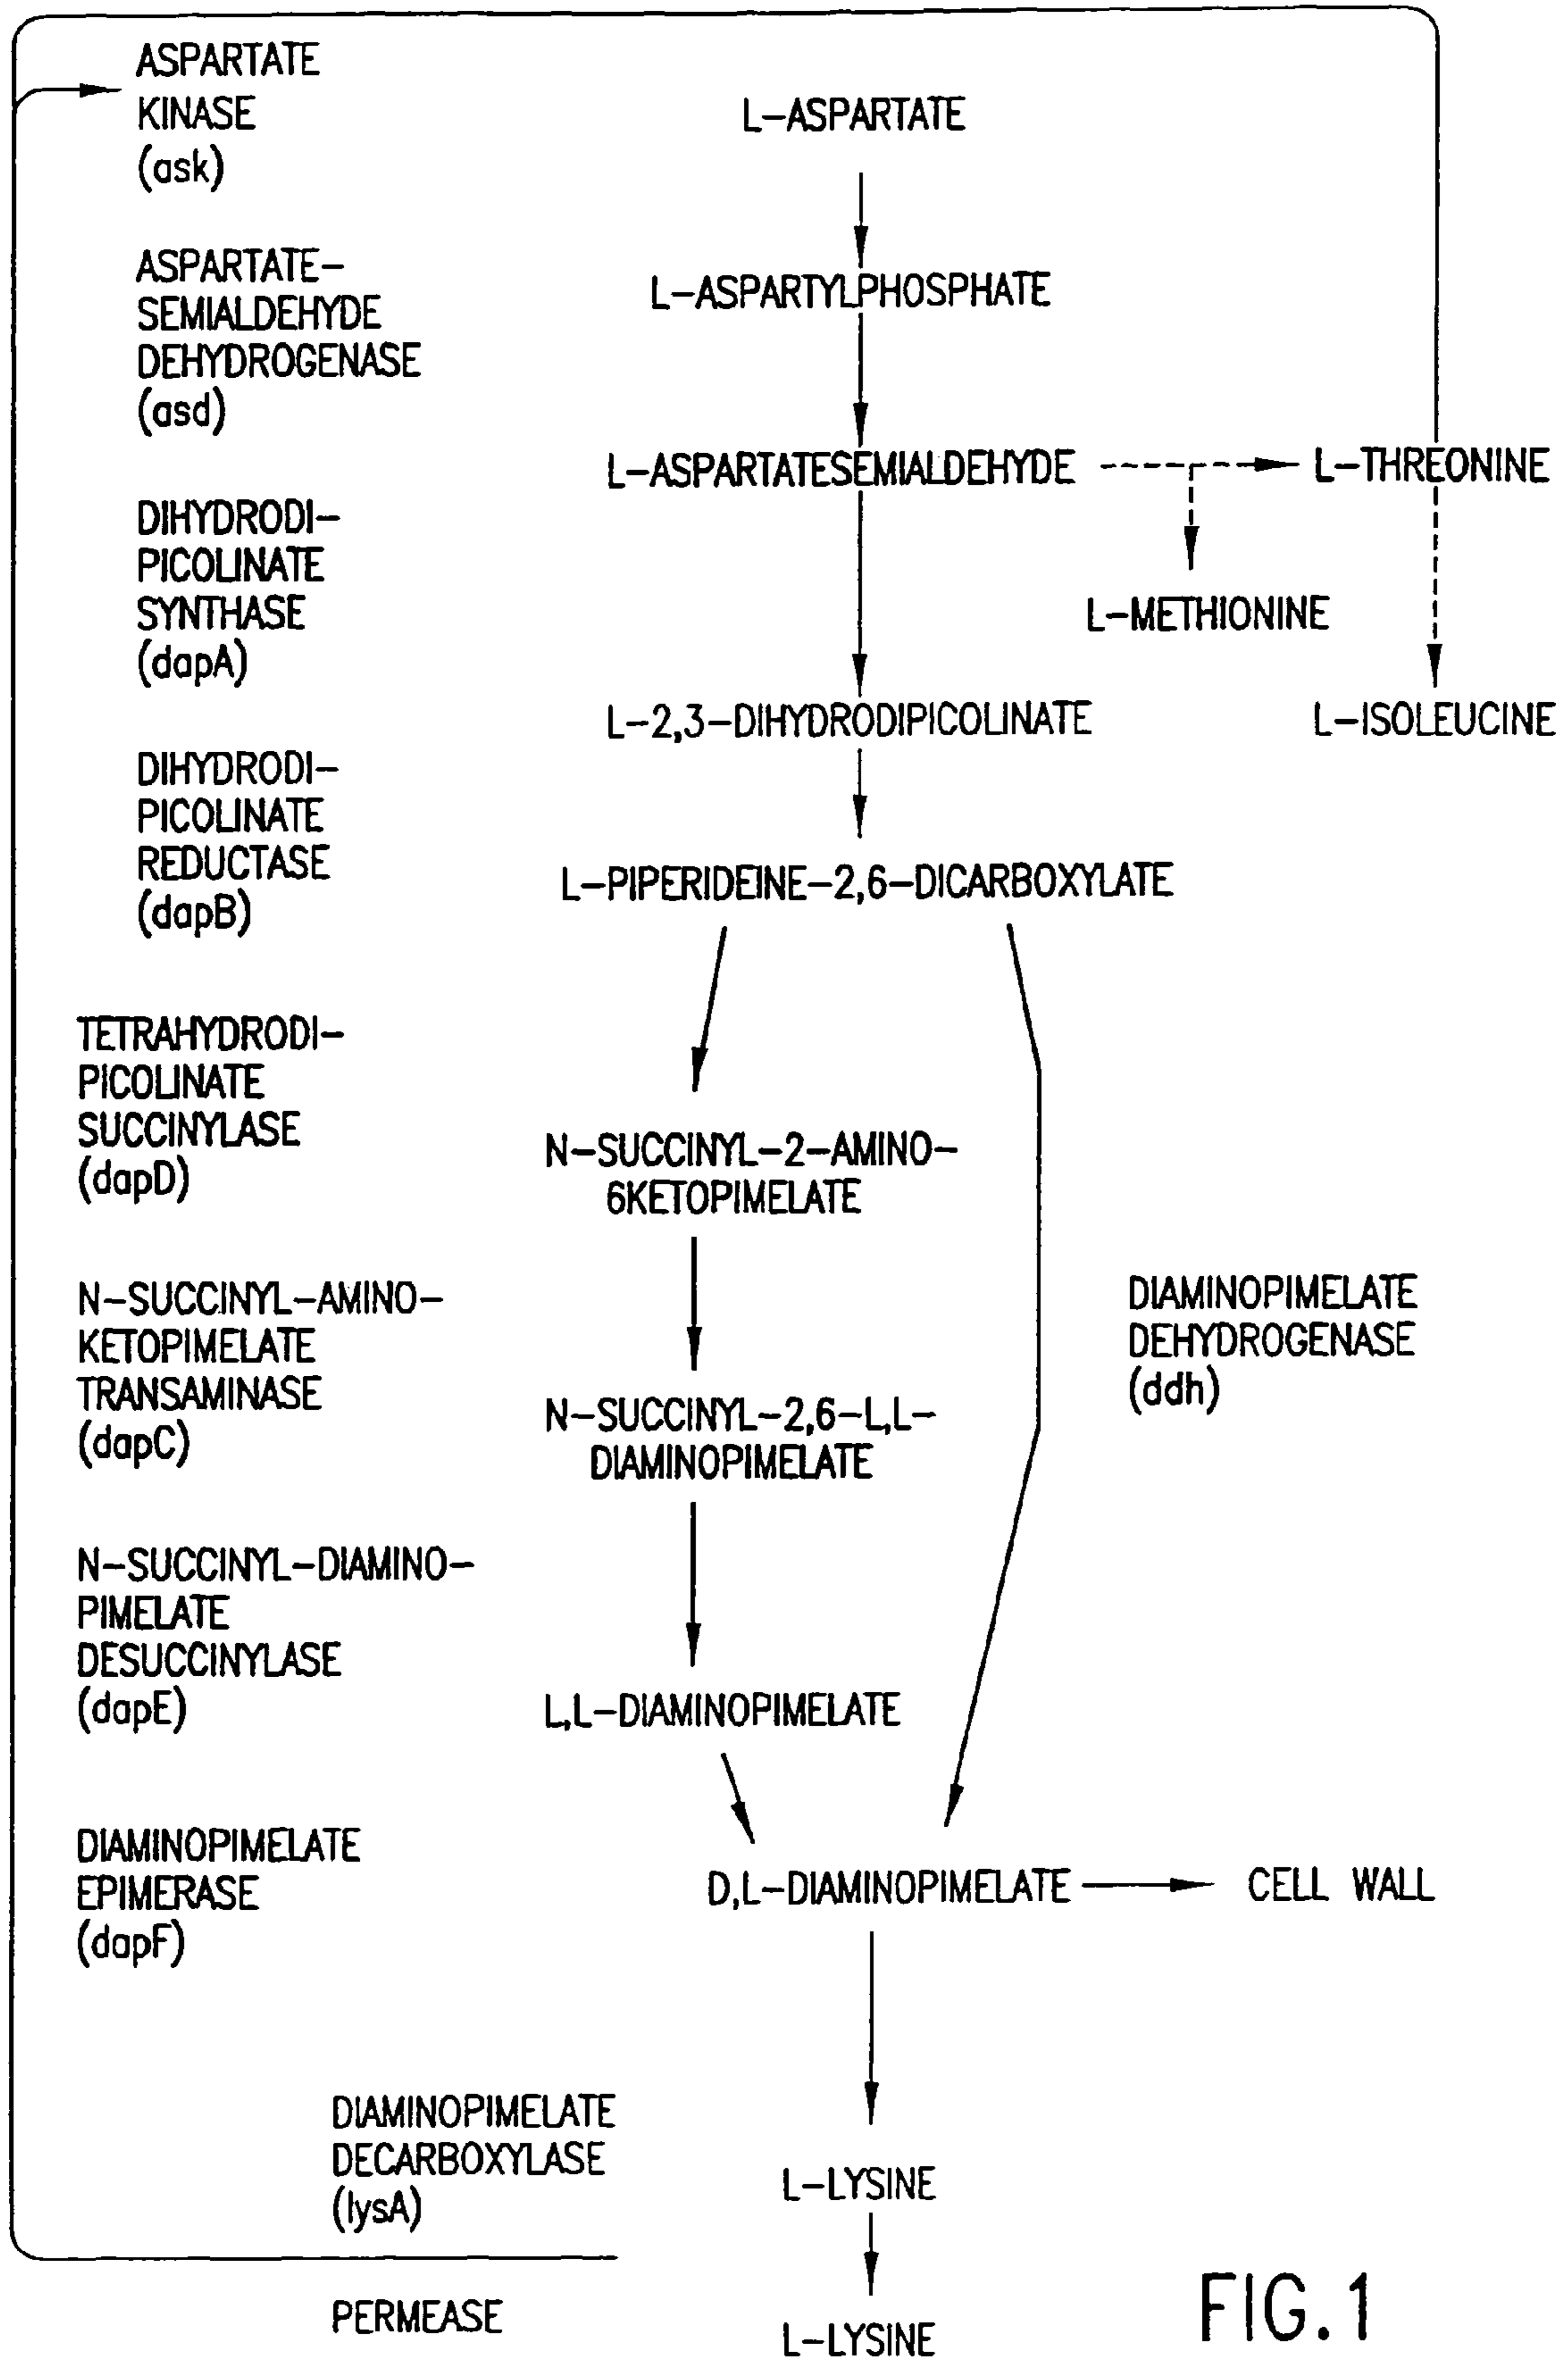 ASPARTATE
KINASE
(ask)
L-ASPARTATE
ASPARTATE-
SEMIALDEHYDE
DEHYDROGENASE
(asd)
L-ASPARTYLPHOSPHATE
L-ASPARTATESEMIALDEHYDE
L-THREONINE
DIHYDRODI-
PICOLINATE
SYNTHASE
(dapA)
L-METHIONINE
L-2,3-DIHYDRODIPICOLINATE
L-ISOLEUCINE
DIHYDRODI-
PICOLINATE
REDUCTASE
(dapB)
L-PIPERIDEINE-2,6-DICARBOXYLATE
TETRAHYDRODI-
PICOLINATE
SUCCINYLASE
(dapD)
N-SUCCINYL-2-AMINO-
6KETOPIMELATE
N-SUCCINYL-AMINO-
KETOPIMELATE
TRANSAMINASE
(dapC)
DIAMINOPIMELATE
DEHYDROGENASE
(ddh)
N-SUCCINYL-2,6-L,L-
DIAMINOPIMELATE
N-SUCCINYL-DIAMINO-
PIMELATE
DESUCCINYLASE
(dapE)
L,L-DIAMINOPIMELATE
DIAMINOPIMELATE
EPIMERASE
(dapF)
D,L-DIAMINOPIMELATE
CELL WALL
DIAMINOPIMELATE
DECARBOXYLASE
(lysA)
L-LYSINE
PERMEASE
L-LYSINE
FIG.1